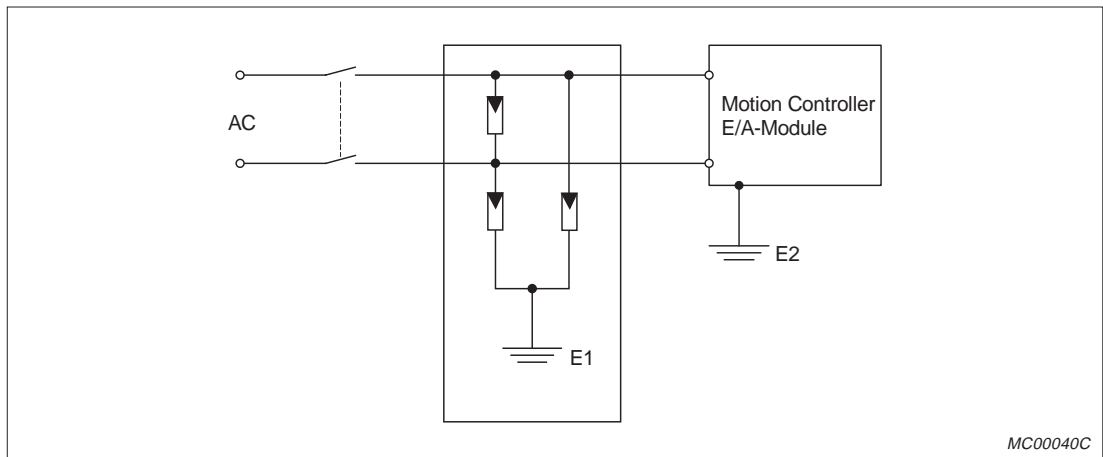 AC
Motion Controller
E/A-Module
E2
E1
MC00040C